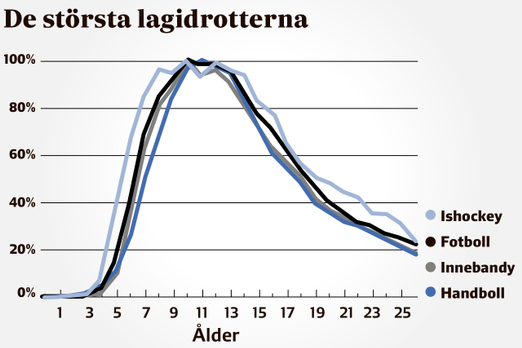 De största lagidrotterna
100%
80%
60%
40%
20%
0%
1 3 5 7 9 11 13 15 17 19 21 23 25
Ålder
Ishockey
Fotboll
Innebandy
Handboll